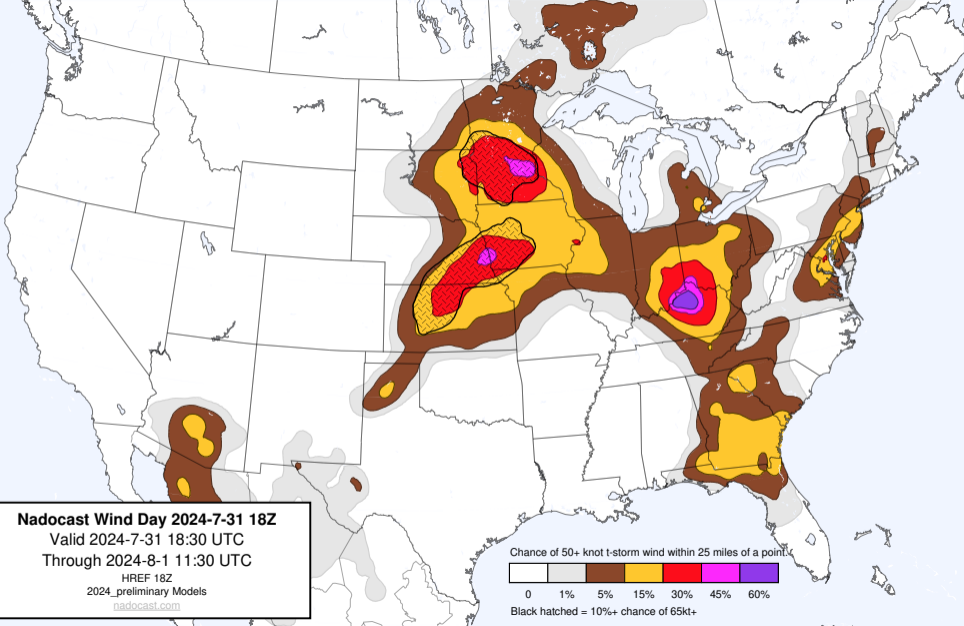 Nadocast Wind Day 2024-7-31 18Z
Valid 2024-7-31 18:30 UTC
Through 2024-8-1 11:30 UTC
HREF 18Z
2024_preliminary Models
nadocast.com
Chance of 50+ knot t-storm wind within 25 miles of a point.
0 1% 5% 15% 30% 45% 60%
Black hatched = 10%+ chance of 65kt+